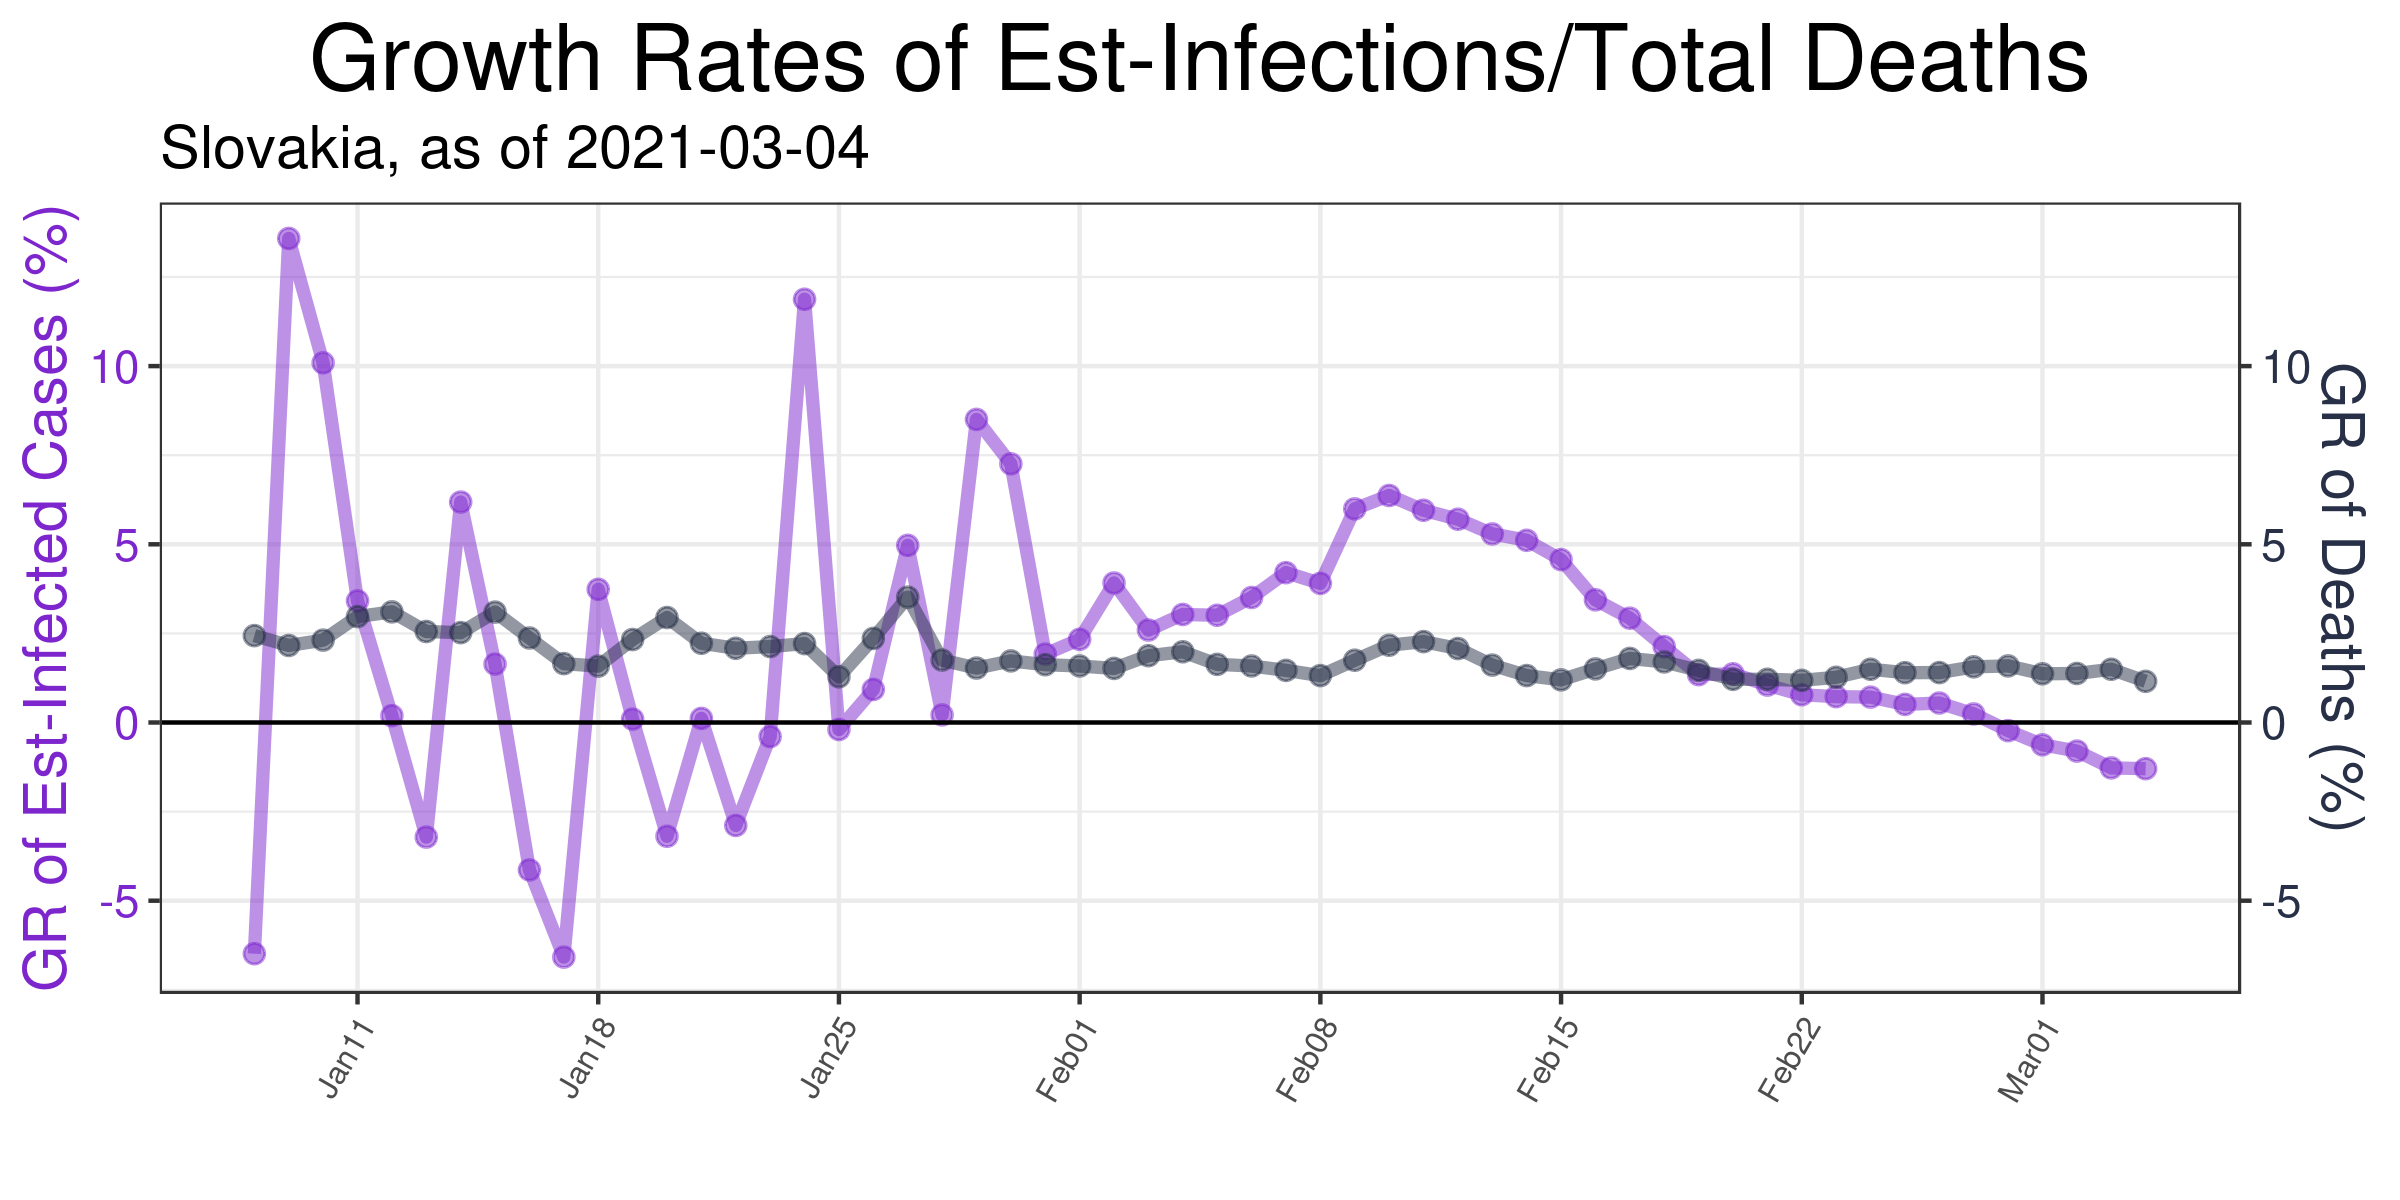 Growth Rates of Est-Infections/Total Deaths
Slovakia, as of 2021-03-04
GR of Est-Infected Cases (%)
10
5
0
-5
10
5
0
-5
GR of Deaths (%)
Jan11
Jan18
Jan25
Feb01
Feb08
Feb15
Feb22
Mar01